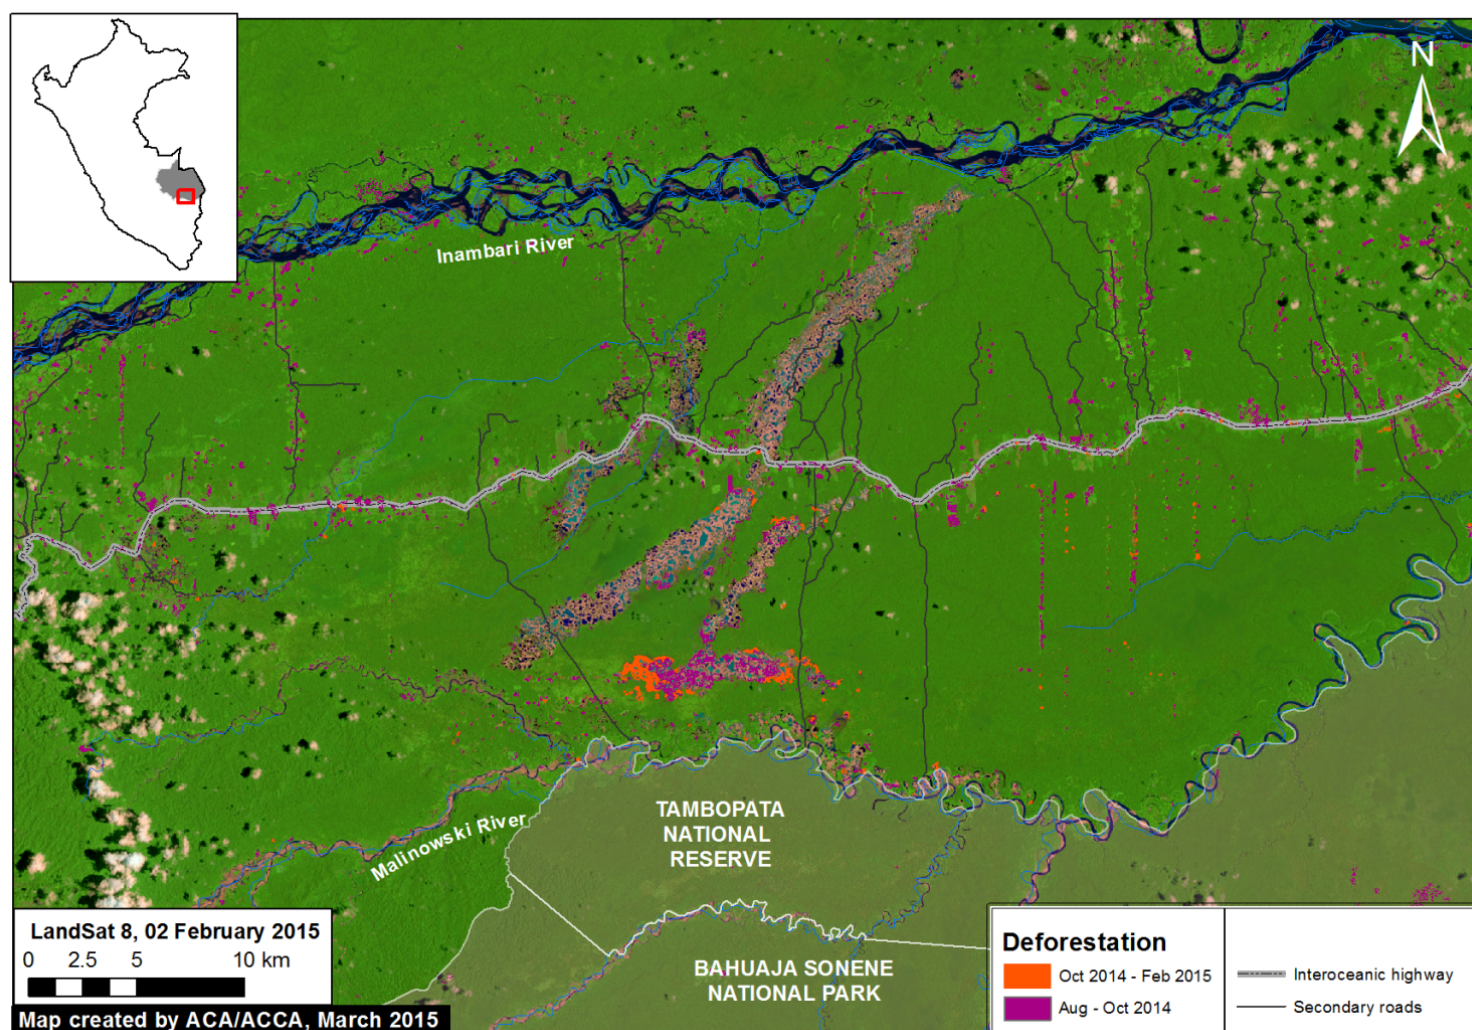 N
Inambari River
TAMBOPATA
NATIONAL
RESERVE
Malinowski River
LandSat 8, 02 February 2015
0 2.5 5 10 km
BAHUAJA SONENE
NATIONAL PARK
Map created by ACA/ACCA, March 2015
Deforestation
Oct 2014 - Feb 2015
Aug - Oct 2014
Interoceanic highway
Secondary roads